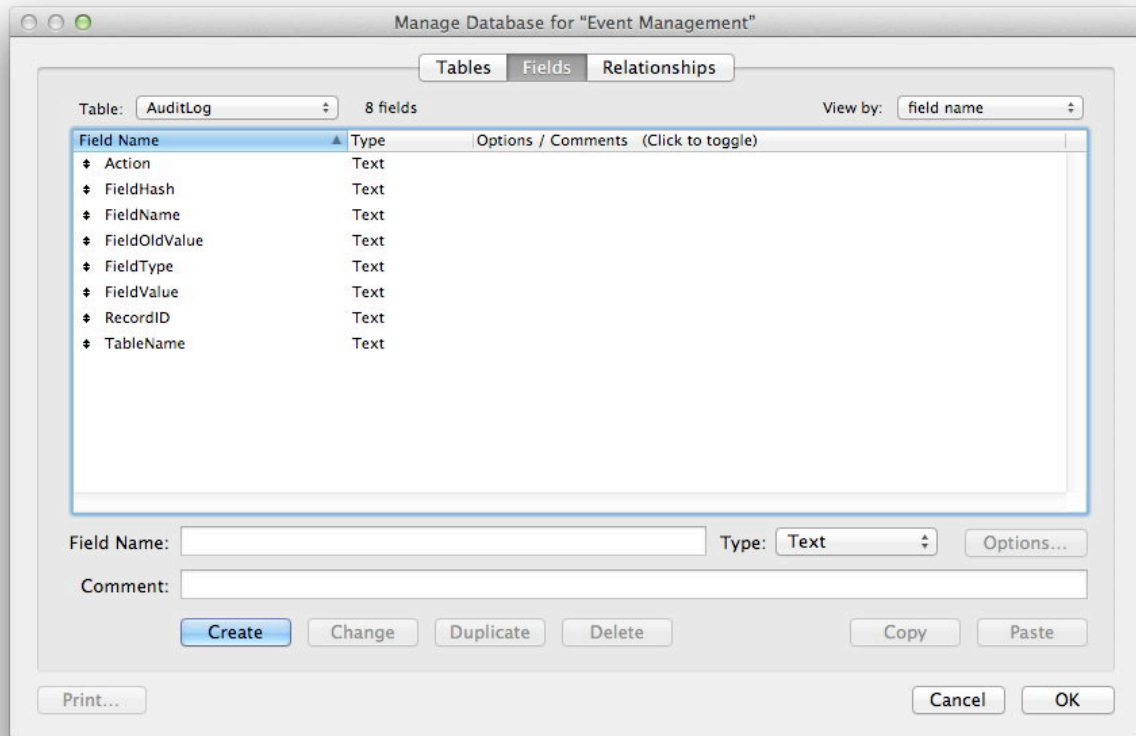 Manage Database for “Event Management”
Tables Fields Relationships
Table: AuditLog 8 fields View by: field name
Field Name Type Options / Comments (Click to toggle)
Action Text
FieldHash Text
FieldName Text
FieldOldValue Text
FieldType Text
FieldValue Text
RecordID Text
TableName Text
Field Name: Type: Text Options...
Comment:
Create Change Duplicate Delete Copy Paste
Print... Cancel OK